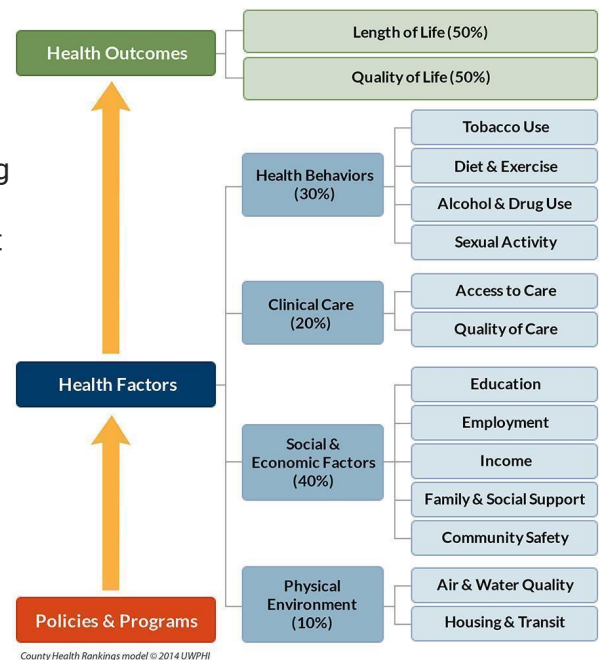 Health Outcomes
Length of Life (50%)
Quality of Life (50%)
Health Behaviors
(30%)
Tobacco Use
Diet & Exercise
Alcohol & Drug Use
Sexual Activity
Clinical Care
(20%)
Access to Care
Quality of Care
Health Factors
Social &
Economic Factors
(40%)
Education
Employment
Income
Family & Social Support
Community Safety
Physical
Environment
(10%)
Air & Water Quality
Housing & Transit
Policies & Programs
County Health Rankings model © 2014 UWPHI